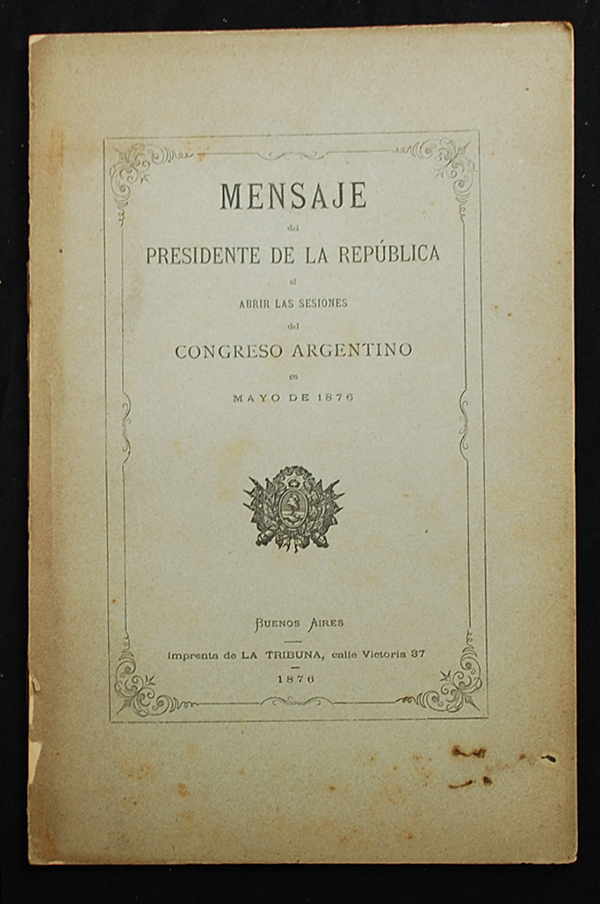 MENSAJE
del
PRESIDENTE DE LA REPÚBLICA
al
ABRIR LAS SESIONES
del
CONGRESO ARGENTINO
en
MAYO DE 1876
BUENOS AIRES
Imprenta de LA TRIBUNA, calle Victoria 37
1876